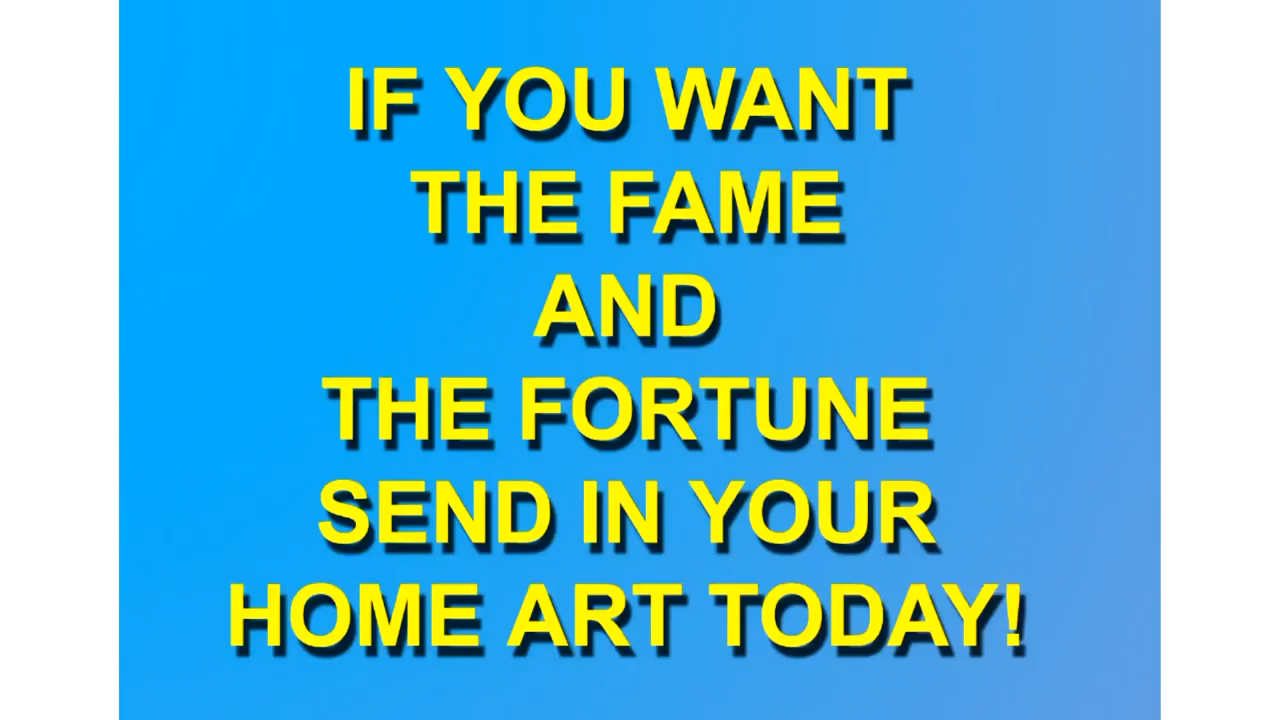 IF YOU WANT
THE FAME
AND
THE FORTUNE
SEND IN YOUR
HOME ART TODAY!